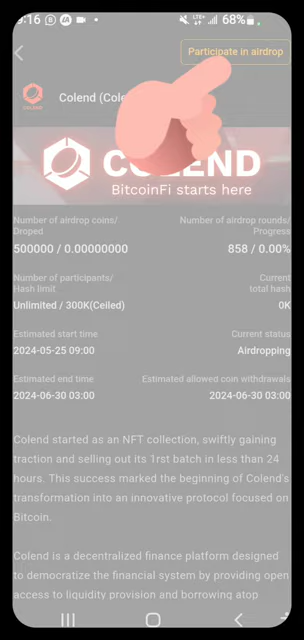 :16
68%
Participate in airdrop
COLEND
Colend
COLEND
BitcoinFi starts here
Number of airdrop coins/ Number of airdrop rounds/
Droped Progress
500000 / 0.00000000 858 / 0.00%
Number of participants/ Current
Hash limit total hash
Unlimited / 300K(Ceiled) 0K
Estimated start time Current status
2024-05-25 09:00 Airdropping
Estimated end time Estimated allowed coin withdrawals
2024-06-30 03:00 2024-06-30 03:00
Colend started as an NFT collection, swiftly gaining
traction and selling out its 1rst batch in less than 24
hours. This success marked the beginning of Colend's
transformation into an innovative protocol focused on
Bitcoin.
Colend is a decentralized finance platform designed
to democratize the financial system by providing open
access to liquidity provision and borrowing atop